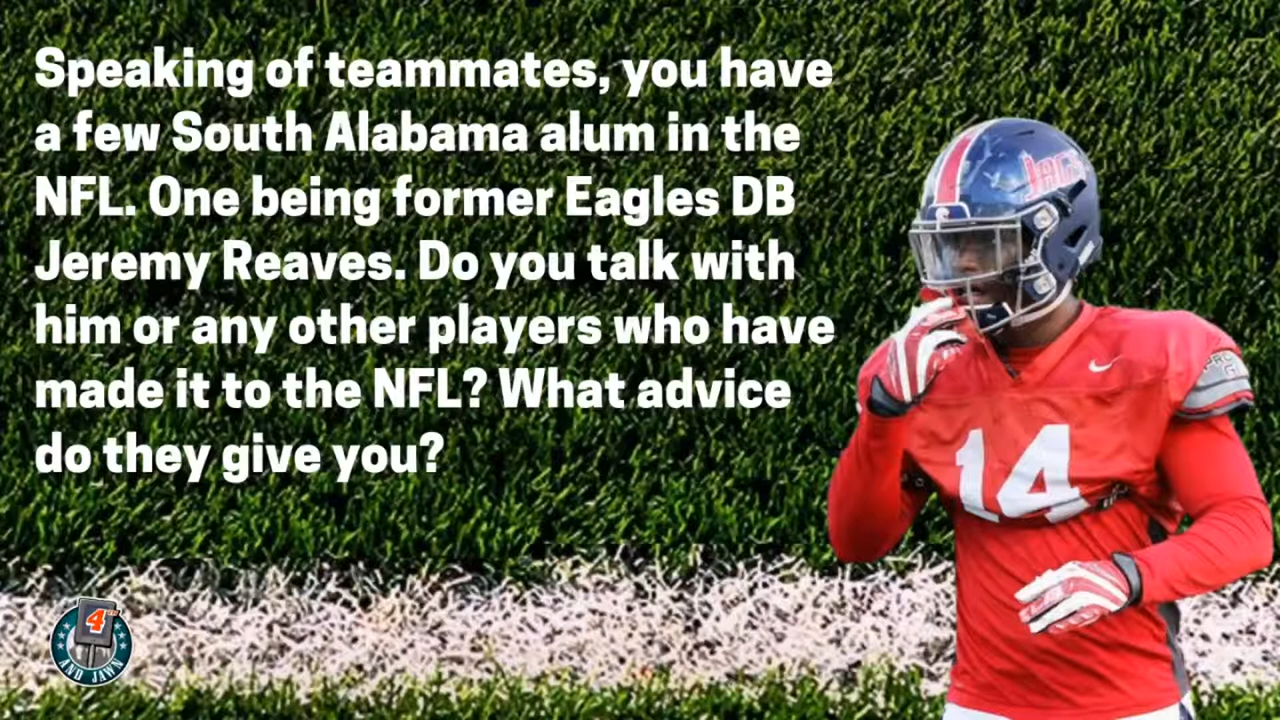 Speaking of teammates, you have
a few South Alabama alum in the
NFL. One being former Eagles DB
Jeremy Reaves. Do you talk with
him or any other players who have
made it to the NFL? What advice
do they give you?
JAGS
14
4TH
AND JAWN